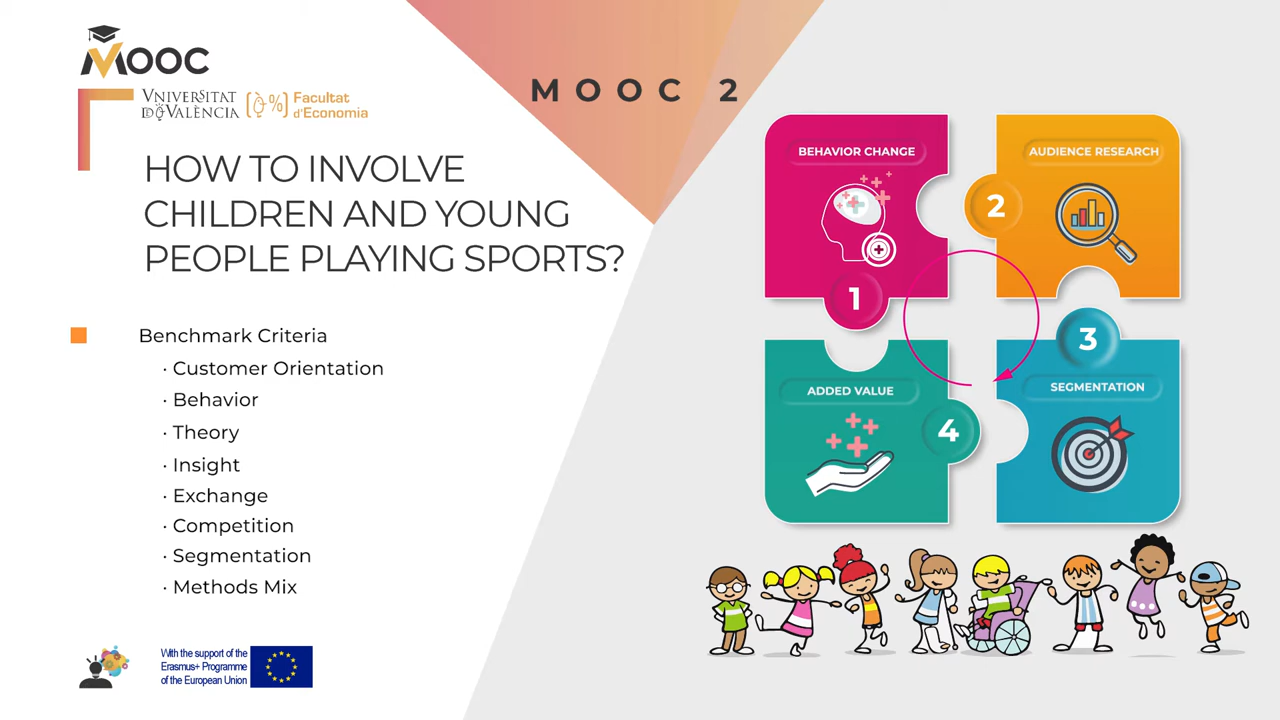 MOOC
VNIVERSITAT
DE VALÈNCIA
(%) Facultat
d'Economia
MOOC 2
HOW TO INVOLVE
CHILDREN AND YOUNG
PEOPLE PLAYING SPORTS?
Benchmark Criteria
· Customer Orientation
· Behavior
· Theory
· Insight
· Exchange
· Competition
· Segmentation
· Methods Mix
With the support of the
Erasmus+ Programme
of the European Union
BEHAVIOR CHANGE
1
AUDIENCE RESEARCH
2
SEGMENTATION
3
ADDED VALUE
4